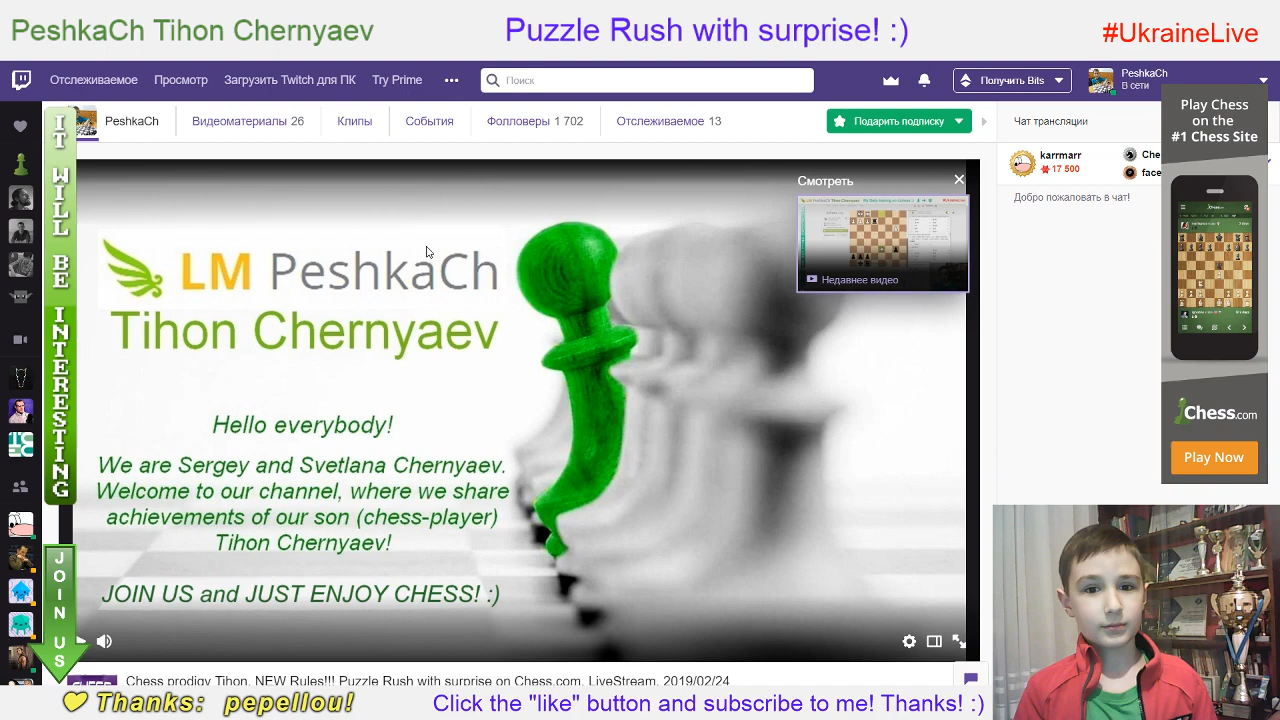 PeshkaCh Tihon Chernyaev
Puzzle Rush with surprise! :)
#UkraineLive
Отслеживаемое
Просмотр
Загрузить Twitch для ПК
Try Prime
•••
Поиск
Получить Bits
PeshkaCh
В сети
PeshkaCh
Видеоматериалы 26
Клипы
События
Фолловеры 1 702
Отслеживаемое 13
Подарить подписку
Чат трансляции
karrmarr
17 500
Che
face
Добро пожаловать в чат!
IT WILL BE INTERESTING
JOIN US
Смотреть
Недавнее видео
LM PeshkaCh
Tihon Chernyaev
Hello everybody!
We are Sergey and Svetlana Chernyaev.
Welcome to our channel, where we share
achievements of our son (chess-player)
Tihon Chernyaev!
JOIN US and JUST ENJOY CHESS! :)
Play Chess
on the
#1 Chess Site
Chess.com
Play Now
Chess prodigy Tihon. NEW Rules!!! Puzzle Rush with surprise on Chess.com. LiveStream. 2019/02/24
Thanks: pepellou!
Click the "like" button and subscribe to me! Thanks! :)